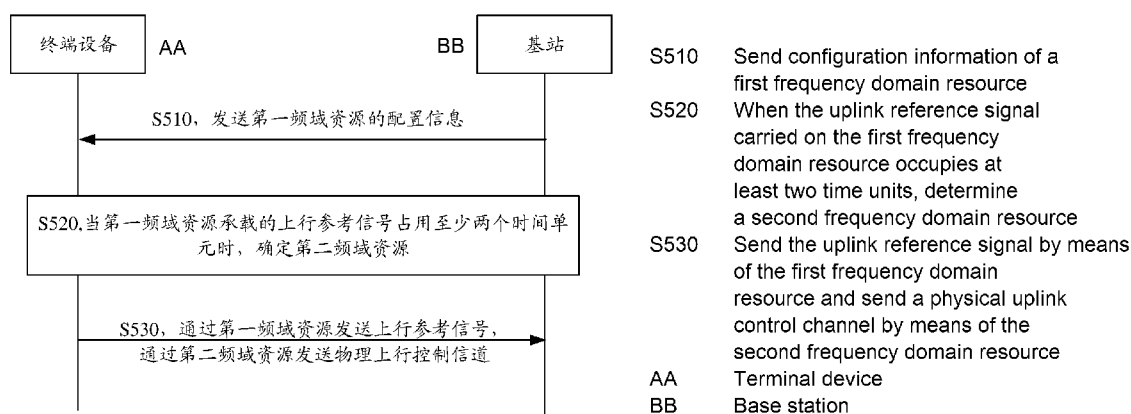 终端设备 AA
BB 基站
S510，发送第一频域资源的配置信息
S520,当第一频域资源承载的上行参考信号占用至少两个时间单
元时，确定第二频域资源
S530，通过第一频域资源发送上行参考信号，
通过第二频域资源发送物理上行控制信道
S510 Send configuration information of a
first frequency domain resource
S520 When the uplink reference signal
carried on the first frequency
domain resource occupies at
least two time units, determine
a second frequency domain resource
S530 Send the uplink reference signal by means
of the first frequency domain
resource and send a physical uplink
control channel by means of the
second frequency domain resource
AA Terminal device
BB Base station